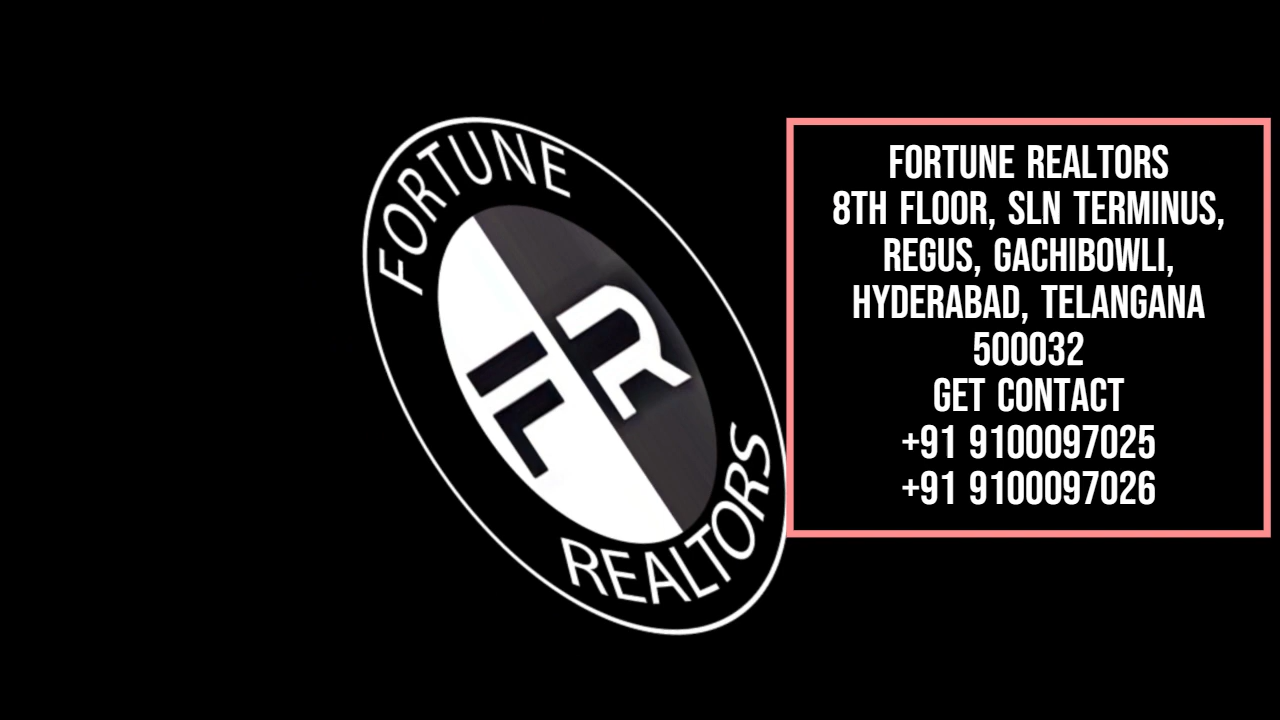 FORTUNE
FR
REALTORS
FORTUNE REALTORS
8TH FLOOR, SLN TERMINUS,
REGUS, GACHIBOWLI,
HYDERABAD, TELANGANA
500032
GET CONTACT
+91 9100097025
+91 9100097026